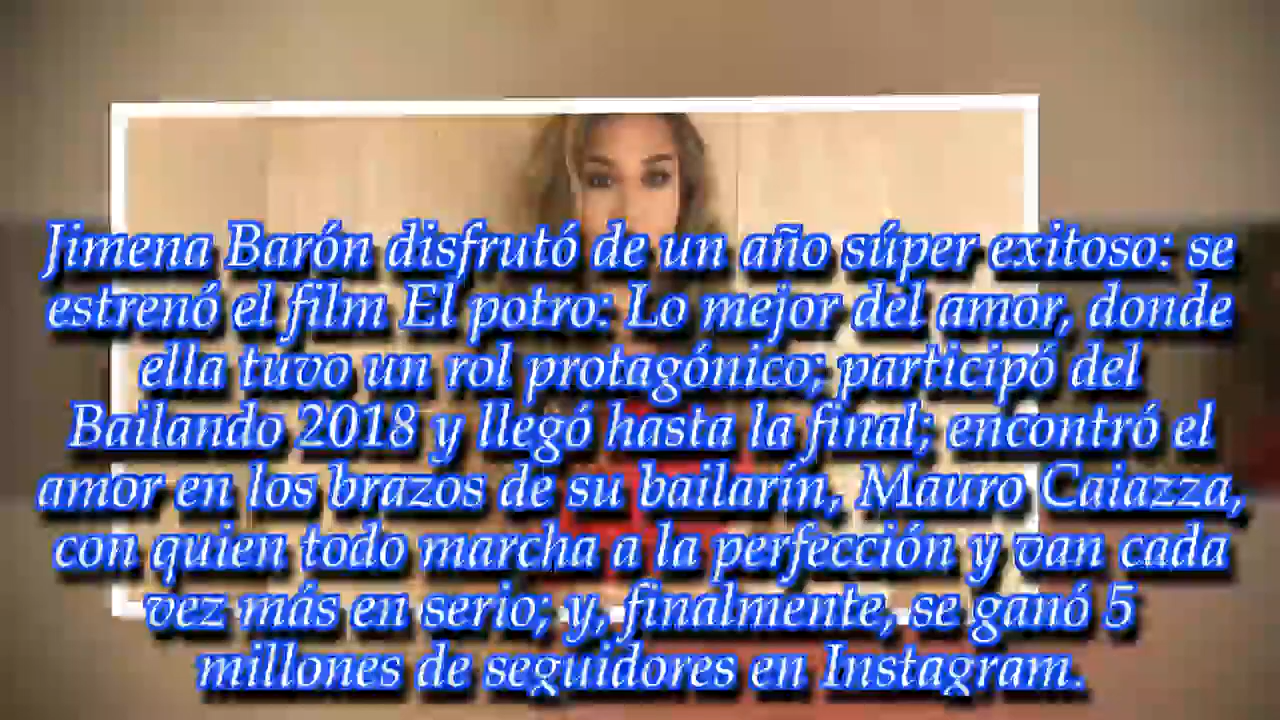 Jimena Barón disfrutó de un año súper exitoso: se
estrenó el film El potro: Lo mejor del amor, donde
ella tuvo un rol protagónico; participó del
Bailando 2018 y llegó hasta la final; encontró el
amor en los brazos de su bailarín, Mauro Caiazza,
con quien todo marcha a la perfección y van cada
vez más en serio; y, finalmente, se ganó 5
millones de seguidores en Instagram.